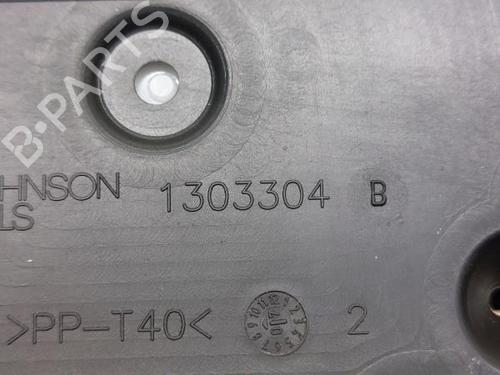 B-PARTS
HNSON
LS
1303304 B
>PP-T40<
2